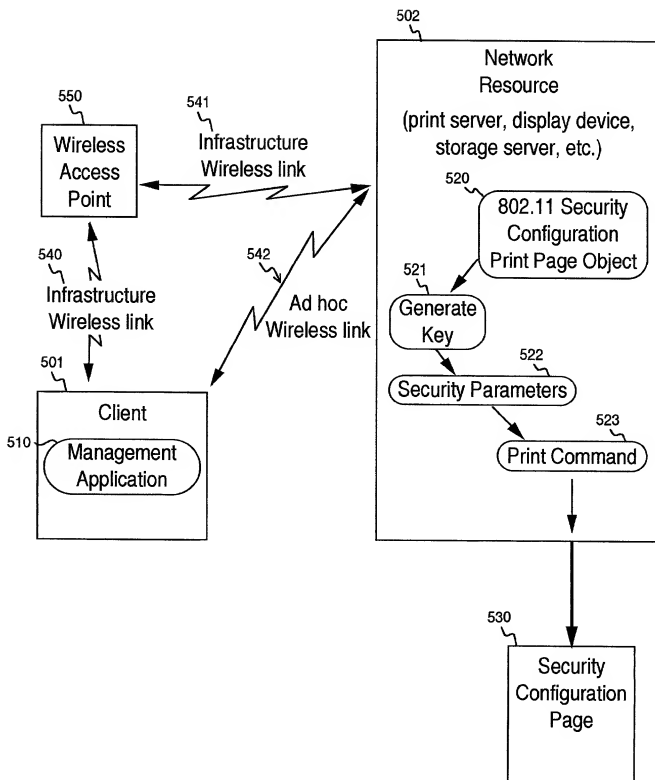 502
Network
Resource
(print server, display device,
storage server, etc.)
550
Wireless
Access
Point
541
Infrastructure
Wireless link
520
802.11 Security
Configuration
Print Page Object
540
Infrastructure
Wireless link
542
Ad hoc
Wireless link
521
Generate
Key
522
Security Parameters
523
Print Command
501
Client
510
Management
Application
530
Security
Configuration
Page